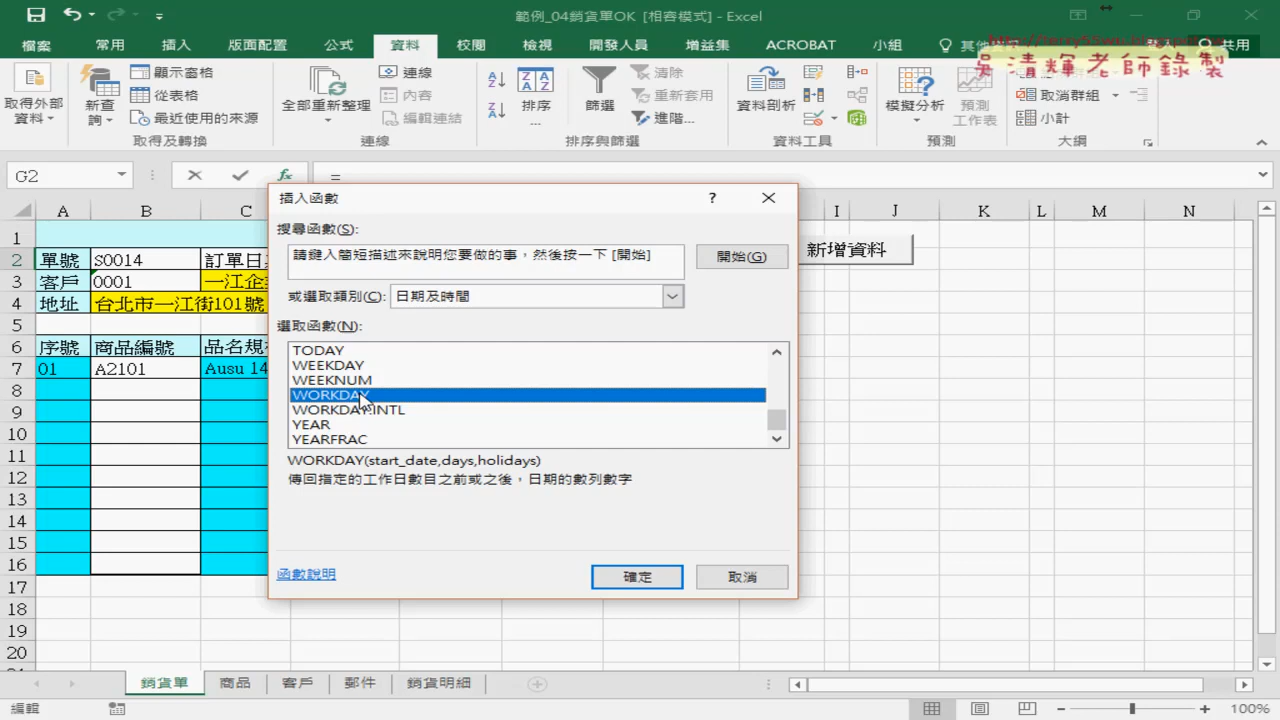 範例_04銷貨單OK [相容模式] - Excel
檔案 常用 插入 版面配置 公式 資料 校閱 檢視 開發人員 增益集 ACROBAT 小組 共用
http://terry55wu.blogspot.tw
吳清輝老師錄製
取得外部資料 新查詢 顯示查詢 從表格 最近使用的來源 取得及轉換
全部重新整理 連線 內容 編輯連結 連線
排序... 篩選 清除 重新套用 進階... 排序與篩選
資料剖析 資料工具
模擬分析 預測工作表 預測
取消群組 小計 大綱
G2 fx =
A B C I J K L M N
1
2 單號 S0014 新增資料
3 客戶 0001
4 地址 台北市一江街101號
5
6 序號 商品編號
7 01 A2101 Ausu 14
8
9
10
11
12
13
14
15
16
17
18
19
20
插入函數 ?
搜尋函數(S):
請鍵入簡短描述來說明您要做的事，然後按一下 [開始]
開始(G)
或選取類別(C): 日期及時間
選取函數(N):
TODAY
WEEKDAY
WEEKNUM
WORKDAY
WORKDAY.INTL
YEAR
YEARFRAC
WORKDAY(start_date,days,holidays)
傳回指定的工作日數目之前或之後，日期的數列數字
函數說明 確定 取消
銷貨單 商品 客戶 郵件 銷貨明細
編輯 100%